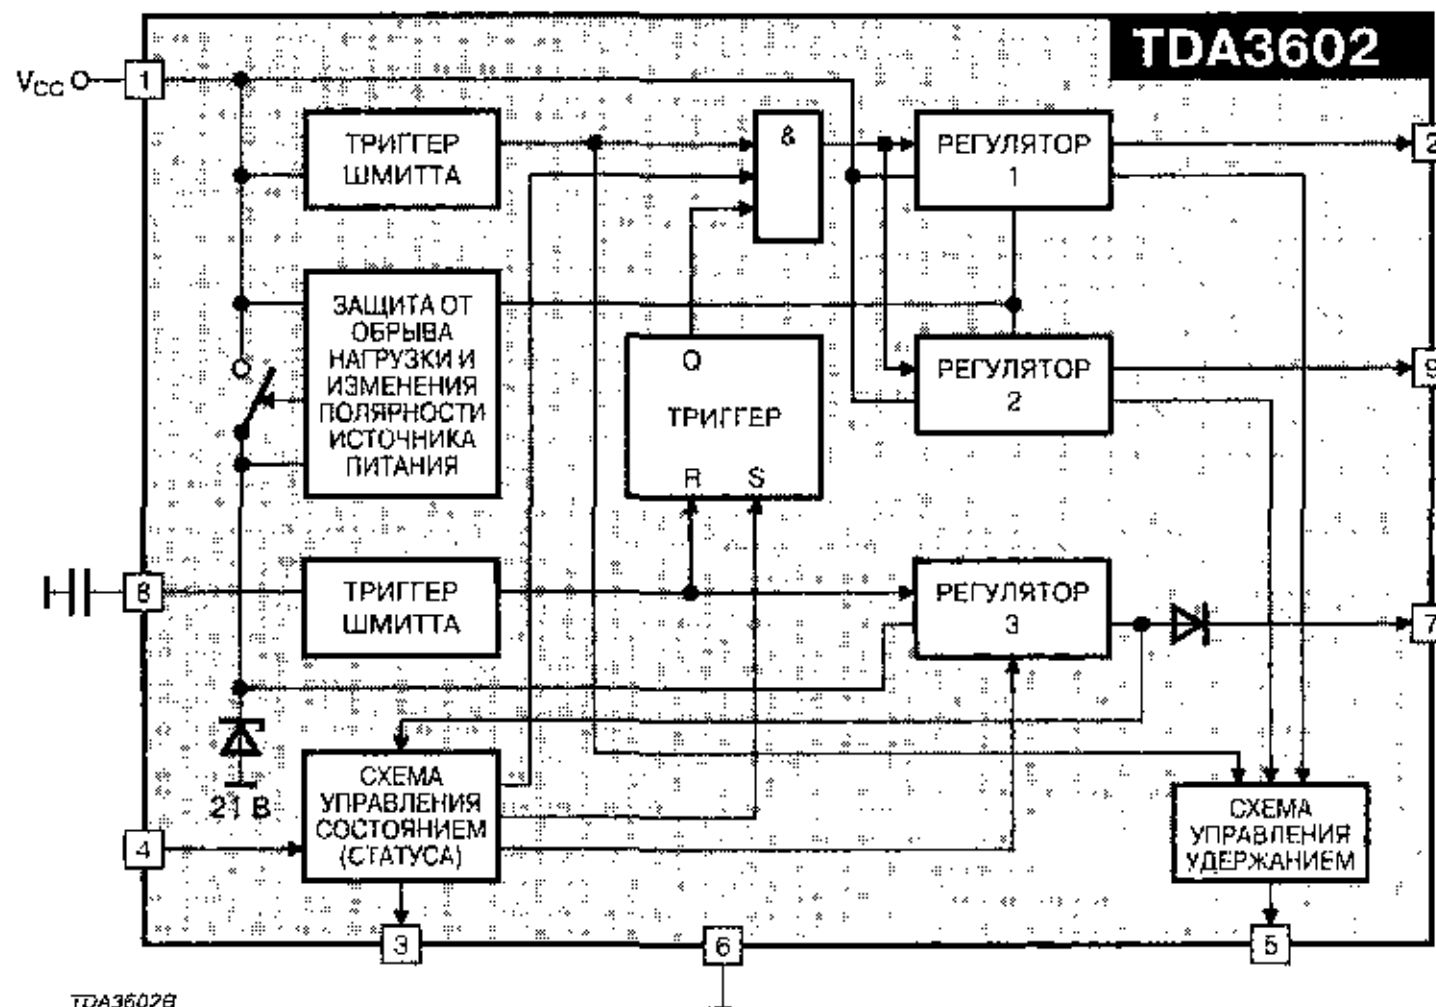 TDA3602
VCC
1
ТРИГГЕР
ШМИТТА
&
РЕГУЛЯТОР
1
2
ЗАЩИТА ОТ
ОБРЫВА
НАГРУЗКИ И
ИЗМЕНЕНИЯ
ПОЛЯРНОСТИ
ИСТОЧНИКА
ПИТАНИЯ
Q
ТРИГГЕР
R S
РЕГУЛЯТОР
2
9
8
ТРИГГЕР
ШМИТТА
РЕГУЛЯТОР
3
7
21 В
4
СХЕМА
УПРАВЛЕНИЯ
СОСТОЯНИЕМ
(СТАТУСА)
СХЕМА
УПРАВЛЕНИЯ
УДЕРЖАНИЕМ
3
6
5
TDA3602B